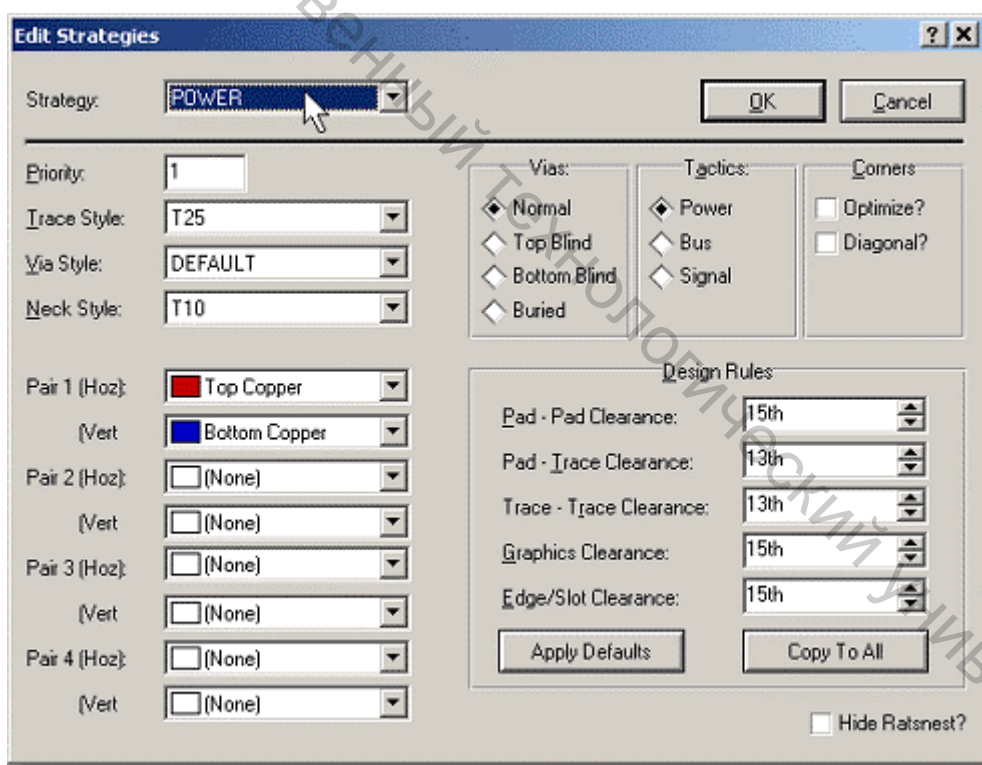 Edit Strategies
Strategy: POWER
OK Cancel
Priority: 1
Trace Style: T25
Via Style: DEFAULT
Neck Style: T10
Vias:
Normal
Top Blind
Bottom Blind
Buried
Tactics:
Power
Bus
Signal
Corners
Optimize?
Diagonal?
Pair 1 (Hoz): Top Copper
(Vert Bottom Copper
Pair 2 (Hoz): (None)
(Vert (None)
Pair 3 (Hoz): (None)
(Vert (None)
Pair 4 (Hoz): (None)
(Vert (None)
Design Rules
Pad - Pad Clearance: 15th
Pad - Trace Clearance: 13th
Trace - Trace Clearance: 13th
Graphics Clearance: 15th
Edge/Slot Clearance: 15th
Apply Defaults Copy To All
Hide Ratsnest?
венный технологический